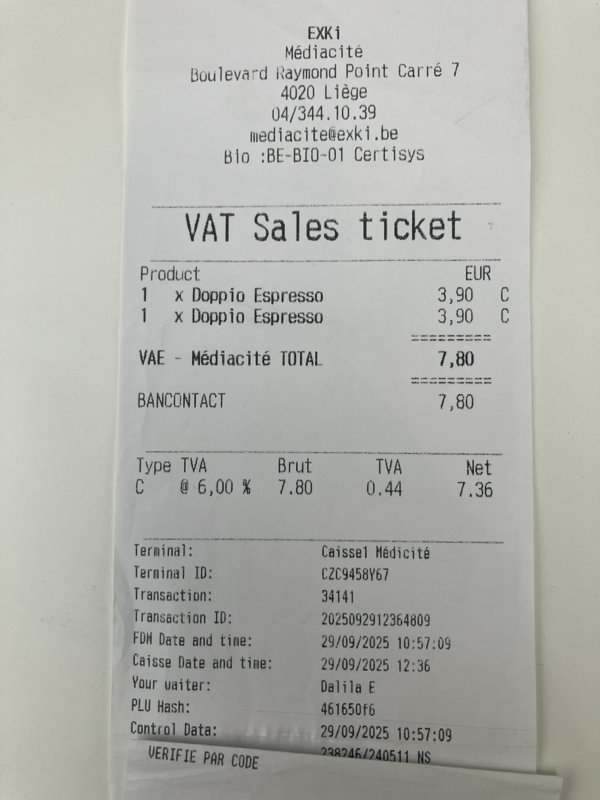 EXKi
Médiacité
Boulevard Raymond Point Carré 7
4020 Liège
04/344.10.39
mediacite@exki.be
Bio :BE-BIO-01 Certisys
VAT Sales ticket
Product EUR
1 x Doppio Espresso 3,90 C
1 x Doppio Espresso 3,90 C
=========
VAE - Médiacité TOTAL 7,80
=========
BANCONTACT 7,80
Type TVA Brut TVA Net
C @ 6,00 % 7.80 0.44 7.36
Terminal: Caisse1 Médicité
Terminal ID: CZC9458Y67
Transaction: 34141
Transaction ID: 2025092912364809
FDM Date and time: 29/09/2025 10:57:09
Caisse Date and time: 29/09/2025 12:36
Your waiter: Dalila E
PLU Hash: 461650f6
Control Data: 29/09/2025 10:57:09
238246/240511 NS
VERIFIE PAR CODE